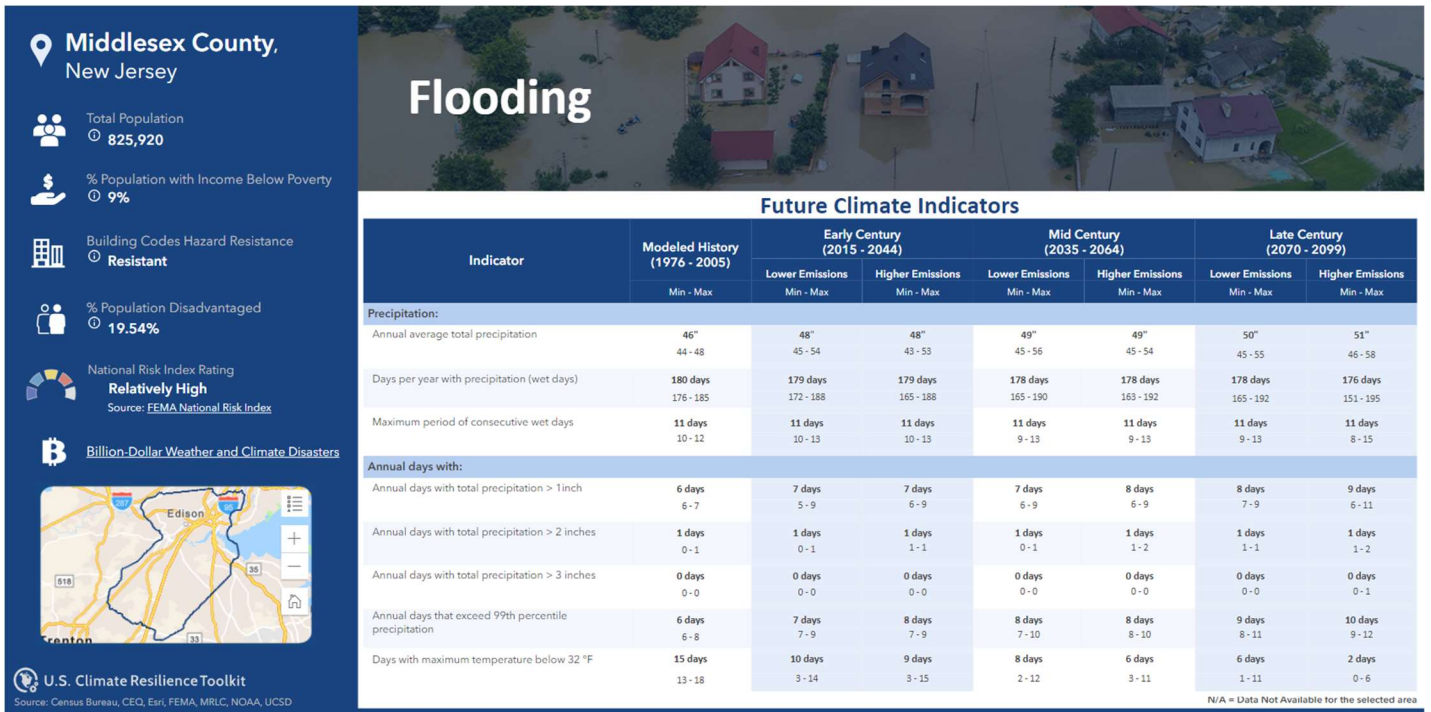 Middlesex County,
New Jersey
Total Population
825,920
% Population with Income Below Poverty
9%
Building Codes Hazard Resistance
Resistant
% Population Disadvantaged
19.54%
National Risk Index Rating
Relatively High
Source: FEMA National Risk Index
Billion-Dollar Weather and Climate Disasters
287
95
Edison
518
35
33
Trenton
U.S. Climate Resilience Toolkit
Source: Census Bureau, CEQ, Esri, FEMA, MRLC, NOAA, UCSD
Flooding
Future Climate Indicators
Indicator
Modeled History
(1976 - 2005)
Early Century
(2015 - 2044)
Mid Century
(2035 - 2064)
Late Century
(2070 - 2099)
Lower Emissions Higher Emissions Lower Emissions Higher Emissions Lower Emissions Higher Emissions
Min - Max Min - Max Min - Max Min - Max Min - Max Min - Max Min - Max
Precipitation:
Annual average total precipitation 46" 48" 48" 49" 49" 50" 51"
44 - 48 45 - 54 43 - 53 45 - 56 45 - 54 45 - 55 46 - 58
Days per year with precipitation (wet days) 180 days 179 days 179 days 178 days 178 days 178 days 176 days
176 - 185 172 - 188 165 - 188 165 - 190 163 - 192 165 - 192 151 - 195
Maximum period of consecutive wet days 11 days 11 days 11 days 11 days 11 days 11 days 11 days
10 - 12 10 - 13 10 - 13 9 - 13 9 - 13 9 - 13 8 - 15
Annual days with:
Annual days with total precipitation > 1inch 6 days 7 days 7 days 7 days 8 days 8 days 9 days
6 - 7 5 - 9 6 - 9 6 - 9 6 - 9 7 - 9 6 - 11
Annual days with total precipitation > 2 inches 1 days 1 days 1 days 1 days 1 days 1 days 1 days
0 - 1 0 - 1 1 - 1 0 - 1 1 - 2 1 - 1 1 - 2
Annual days with total precipitation > 3 inches 0 days 0 days 0 days 0 days 0 days 0 days 0 days
0 - 0 0 - 0 0 - 0 0 - 0 0 - 0 0 - 0 0 - 1
Annual days that exceed 99th percentile
precipitation 6 days 7 days 8 days 8 days 8 days 9 days 10 days
6 - 8 7 - 9 7 - 9 7 - 10 8 - 10 8 - 11 9 - 12
Days with maximum temperature below 32 °F 15 days 10 days 9 days 8 days 6 days 6 days 2 days
13 - 18 3 - 14 3 - 15 2 - 12 3 - 11 1 - 11 0 - 6
N/A = Data Not Available for the selected area